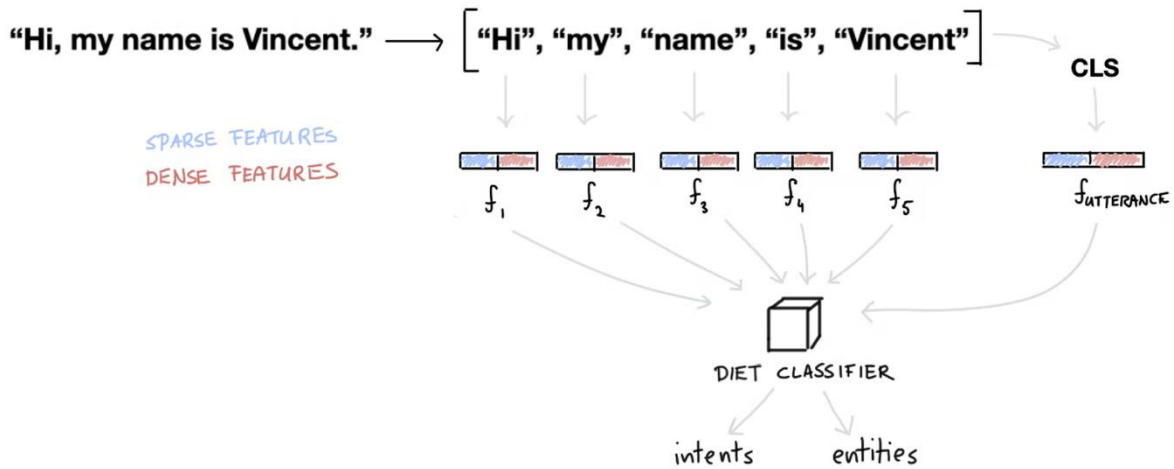 “Hi, my name is Vincent.” [“Hi”, “my”, “name”, “is”, “Vincent”]
CLS
SPARSE FEATURES
DENSE FEATURES
f1 f2 f3 f4 f5 fUTTERANCE
DIET CLASSIFIER
intents entities